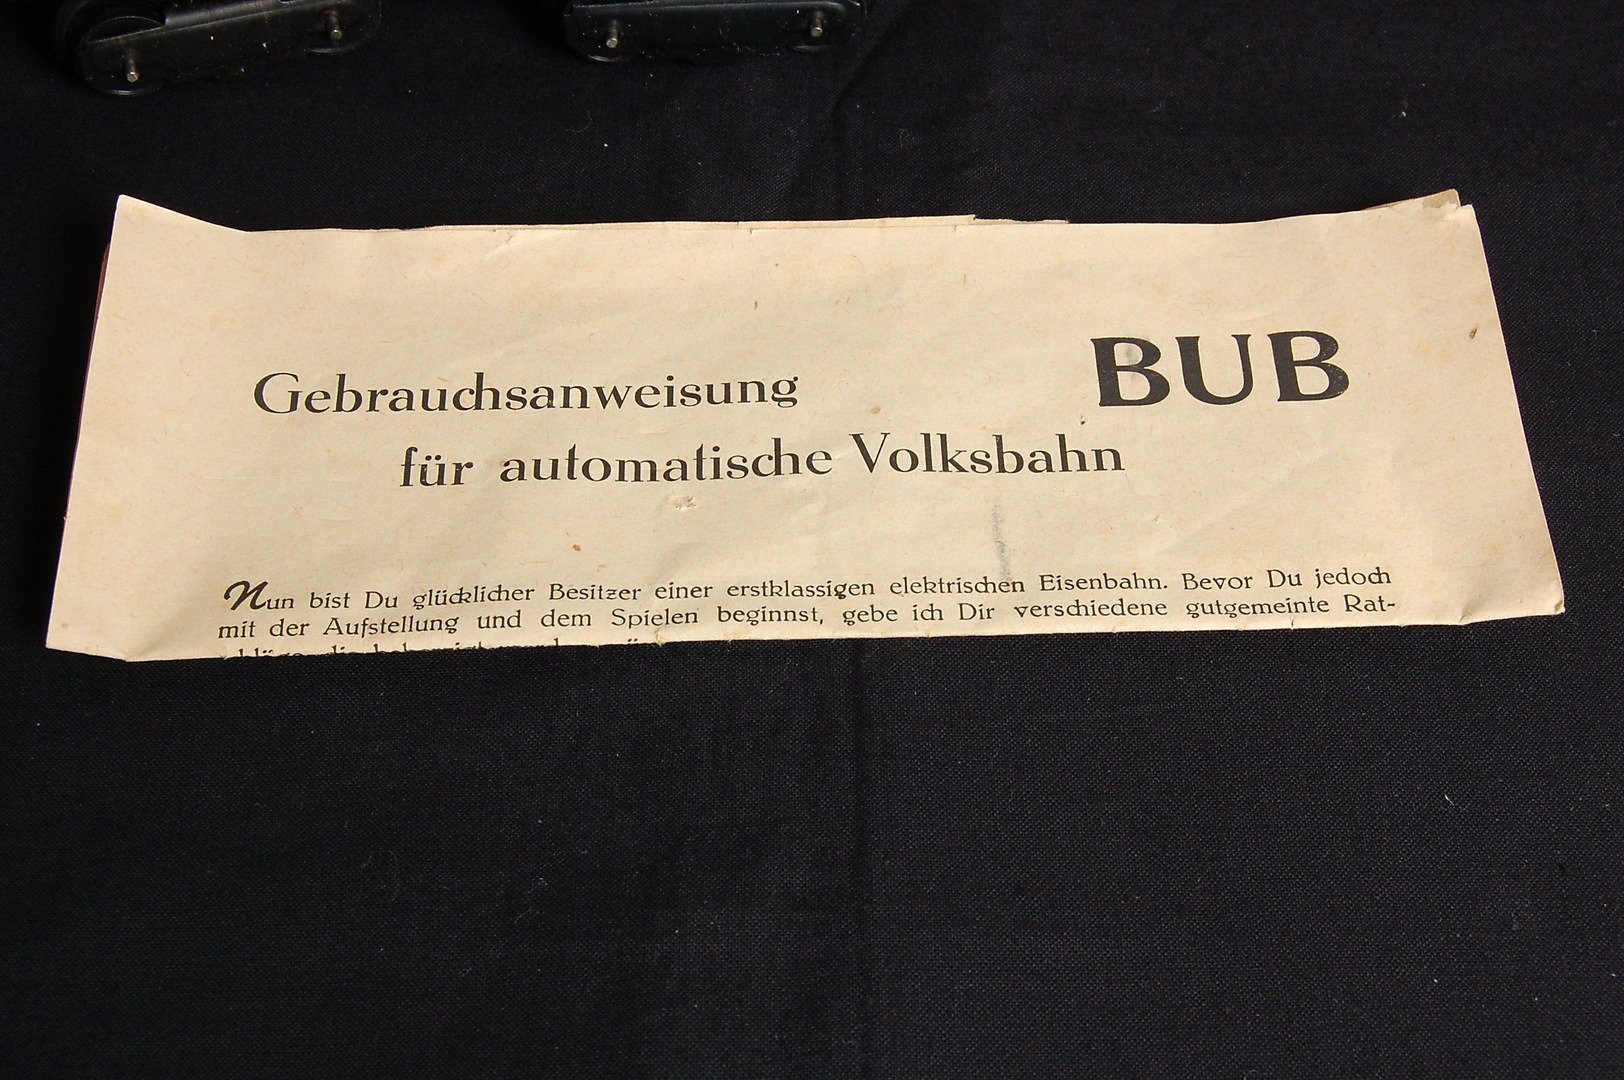 BUB
Gebrauchsanweisung
für automatische Volksbahn
Nun bist Du glücklicher Besitzer einer erstklassigen elektrischen Eisenbahn. Bevor Du jedoch
mit der Aufstellung und dem Spielen beginnst, gebe ich Dir verschiedene gutgemeinte Rat-